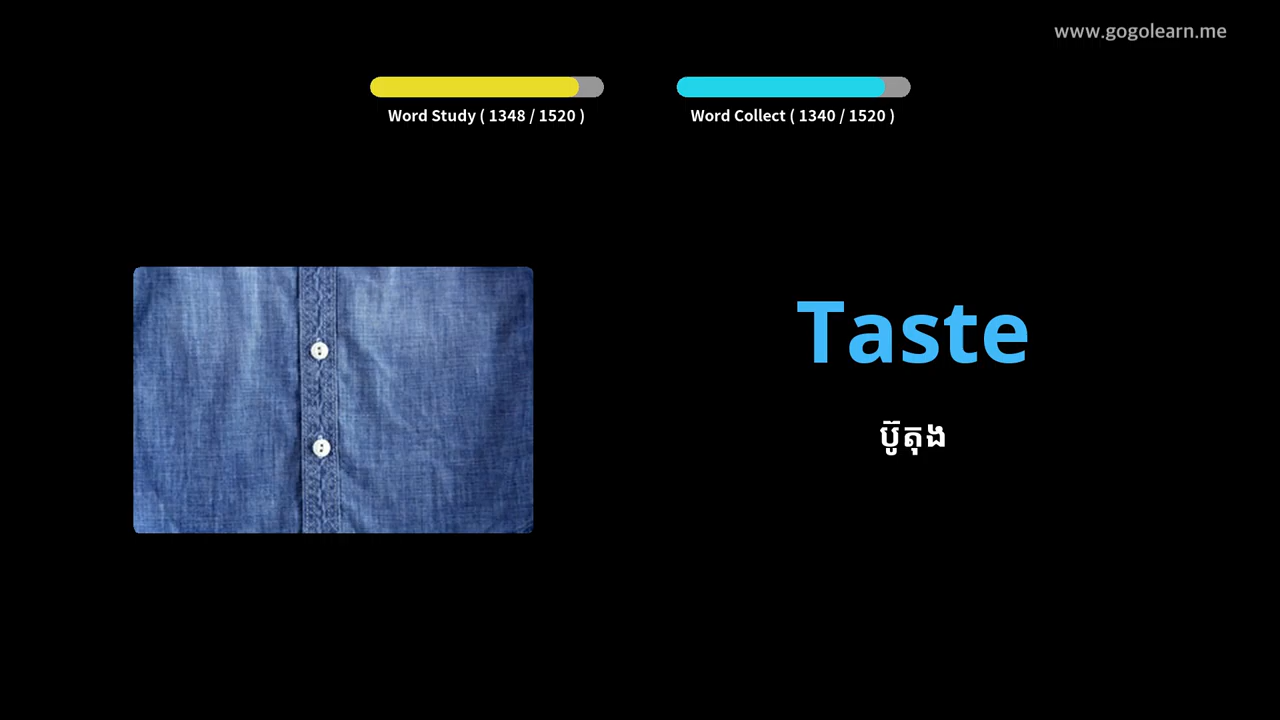 www.gogolearn.me
Word Study ( 1348 / 1520 )
Word Collect ( 1340 / 1520 )
Taste
ប៊ូតុង